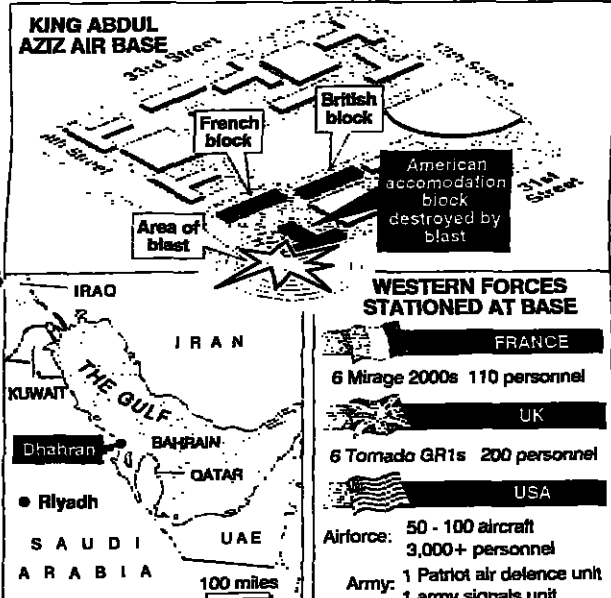 KING ABDUL
AZIZ AIR BASE
33rd Street
12th Street
4th Street
31st
Street
French
block
British
block
American
accomodation
block
destroyed by
blast
Area of
blast
IRAQ
IRAN
KUWAIT
THE GULF
Dhahran
BAHRAIN
QATAR
Riyadh
UAE
SAUDI
ARABIA
100 miles
WESTERN FORCES
STATIONED AT BASE
FRANCE
6 Mirage 2000s 110 personnel
UK
6 Tornado GR1s 200 personnel
USA
Airforce: 50 - 100 aircraft
3,000+ personnel
Army: 1 Patriot air defence unit
1 army signals unit